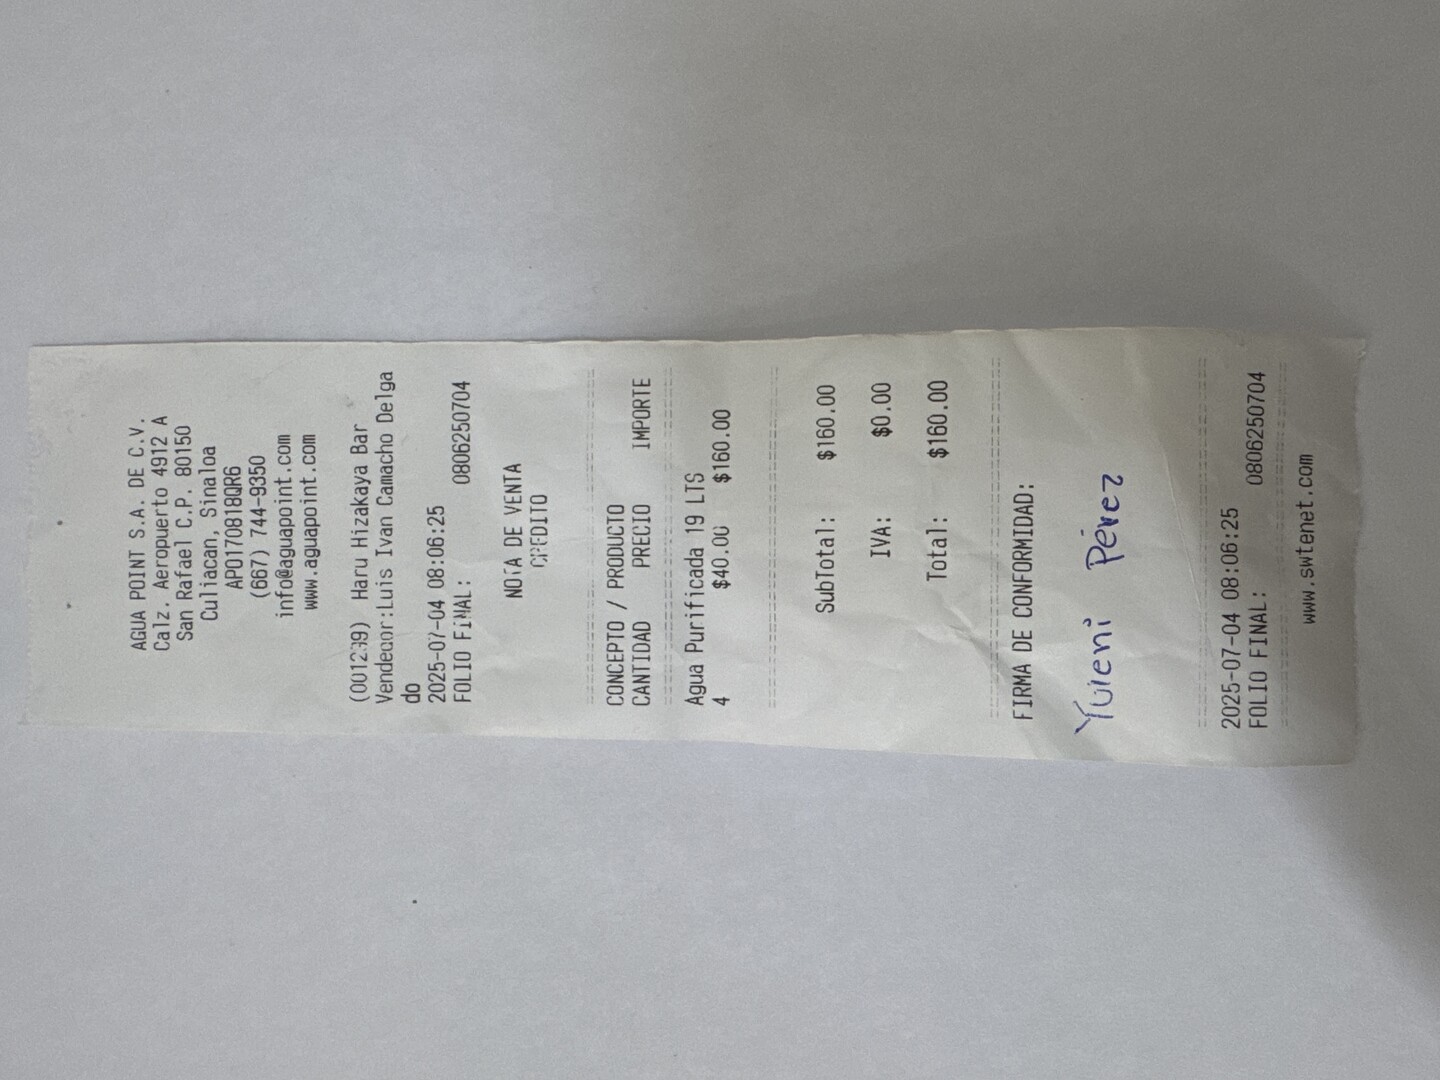 AGUA POINT S.A. DE C.V.
Calz. Aeropuerto 4912 A
San Rafael C.P. 80150
Culiacan, Sinaloa
APO170818QR6
(667) 744-9350
info@aguapoint.com
www.aguapoint.com
(001239) Haru Hizakaya Bar
Vendedor:Luis Ivan Camacho Delga
do
2025-07-04 08:06:25
FOLIO FINAL: 0806250704
NOTA DE VENTA
CREDITO
CONCEPTO / PRODUCTO
CANTIDAD PRECIO IMPORTE
Agua Purificada 19 LTS
4 $40.00 $160.00
SubTotal: $160.00
IVA: $0.00
Total: $160.00
FIRMA DE CONFORMIDAD:
Yuieni Pérez
2025-07-04 08:06:25
FOLIO FINAL: 0806250704
www.swtenet.com